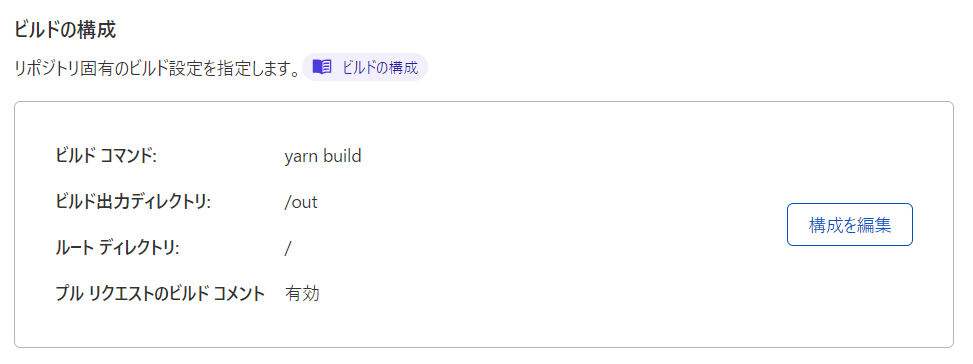 ビルドの構成
リポジトリ固有のビルド設定を指定します。 ビルドの構成
ビルド コマンド: yarn build
ビルド出力ディレクトリ: /out
構成を編集
ルート ディレクトリ: /
プル リクエストのビルド コメント 有効